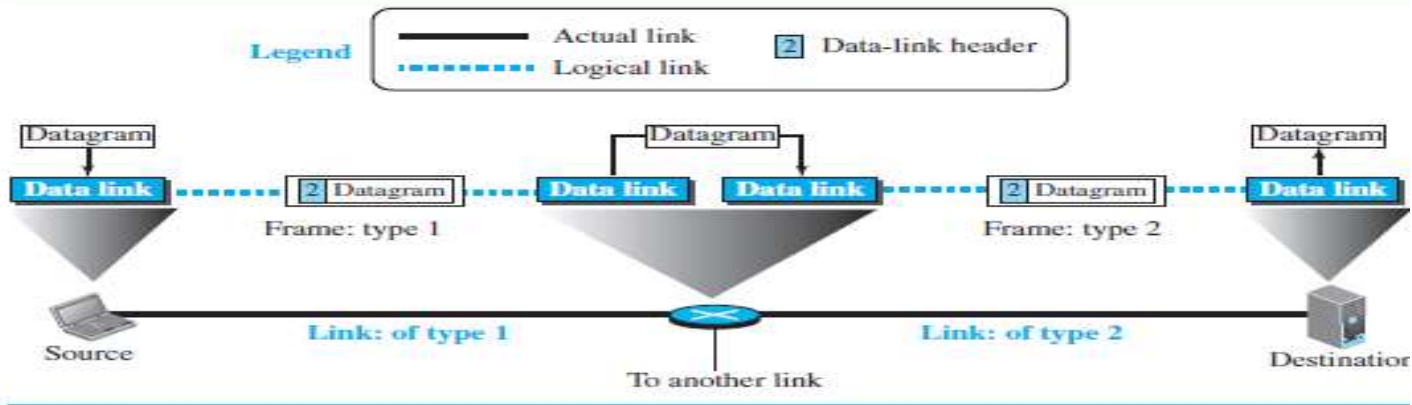 Legend
Actual link
2 Data-link header
Logical link
Datagram
Datagram
Datagram
Data link
2 Datagram
Data link
Data link
2 Datagram
Data link
Frame: type 1
Frame: type 2
Link: of type 1
Link: of type 2
Source
To another link
Destination